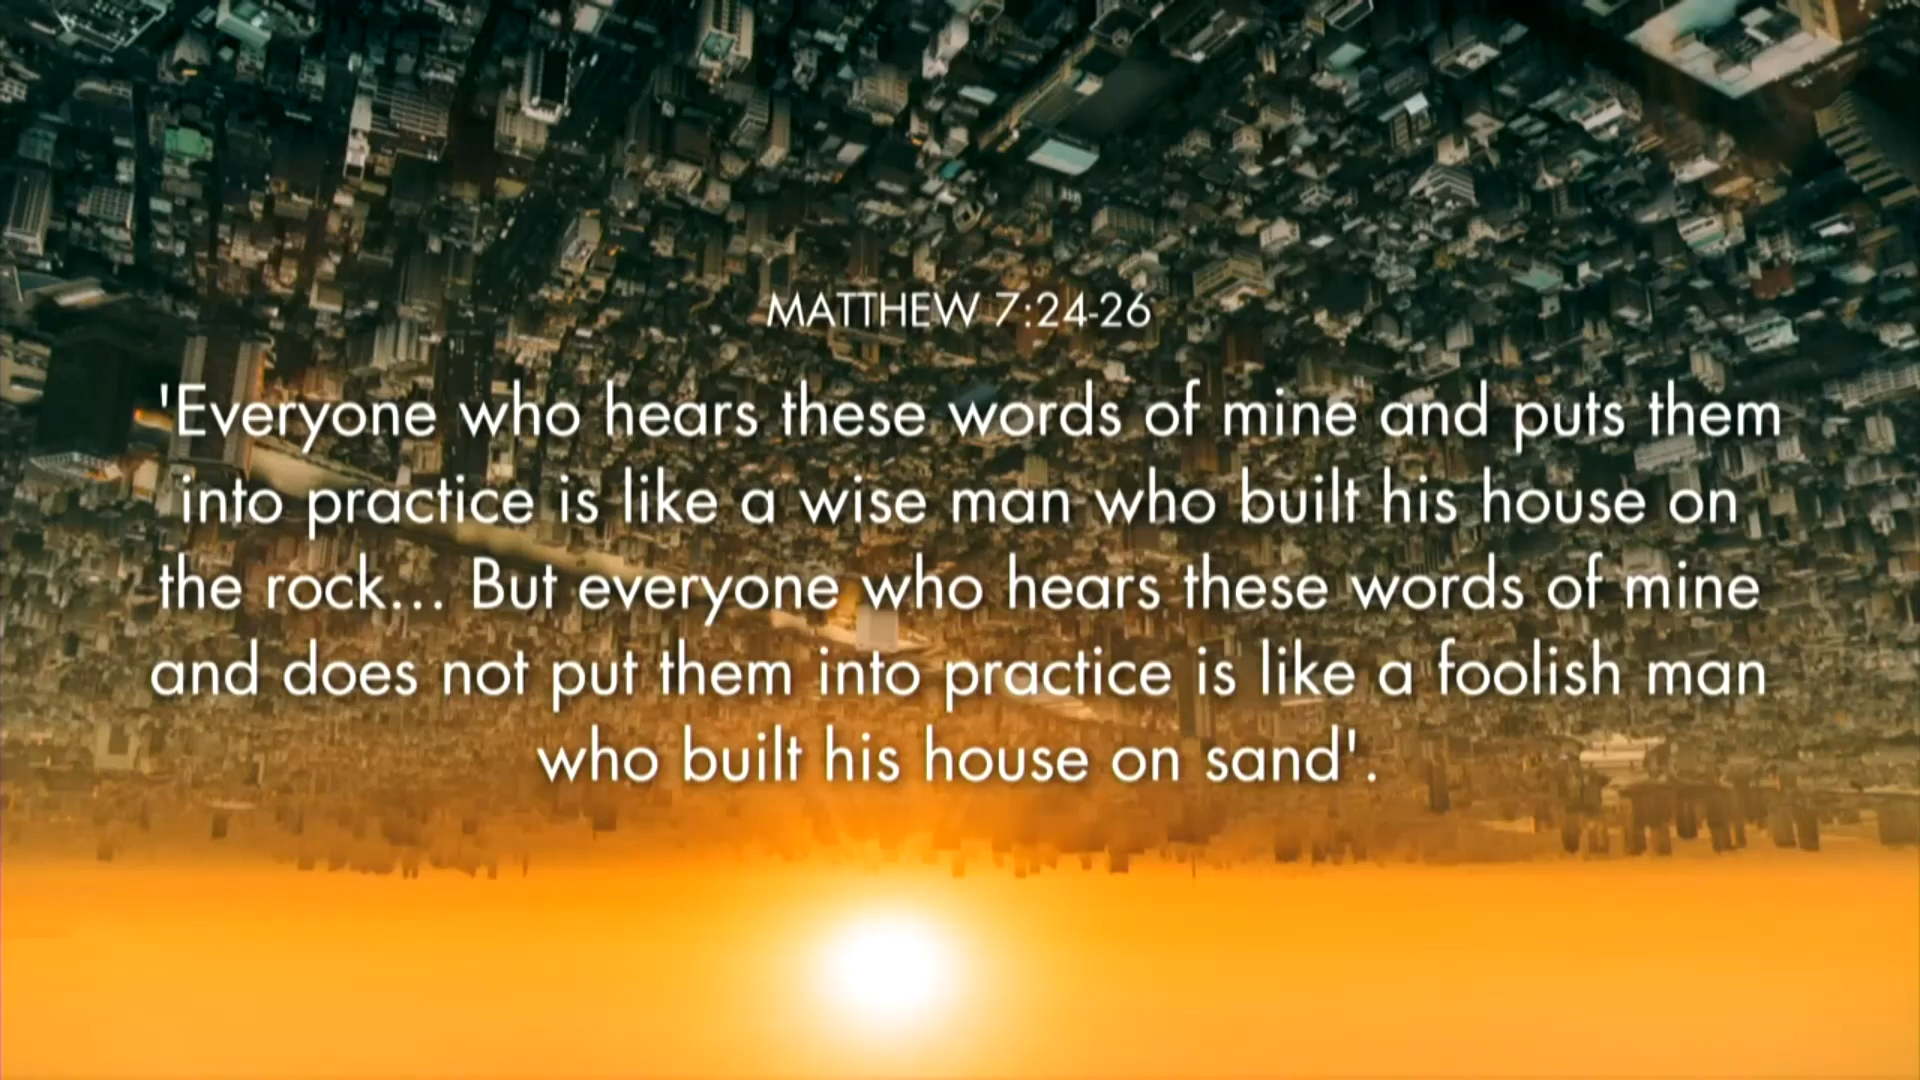 MATTHEW 7:24-26
'Everyone who hears these words of mine and puts them
into practice is like a wise man who built his house on
the rock... But everyone who hears these words of mine
and does not put them into practice is like a foolish man
who built his house on sand'.